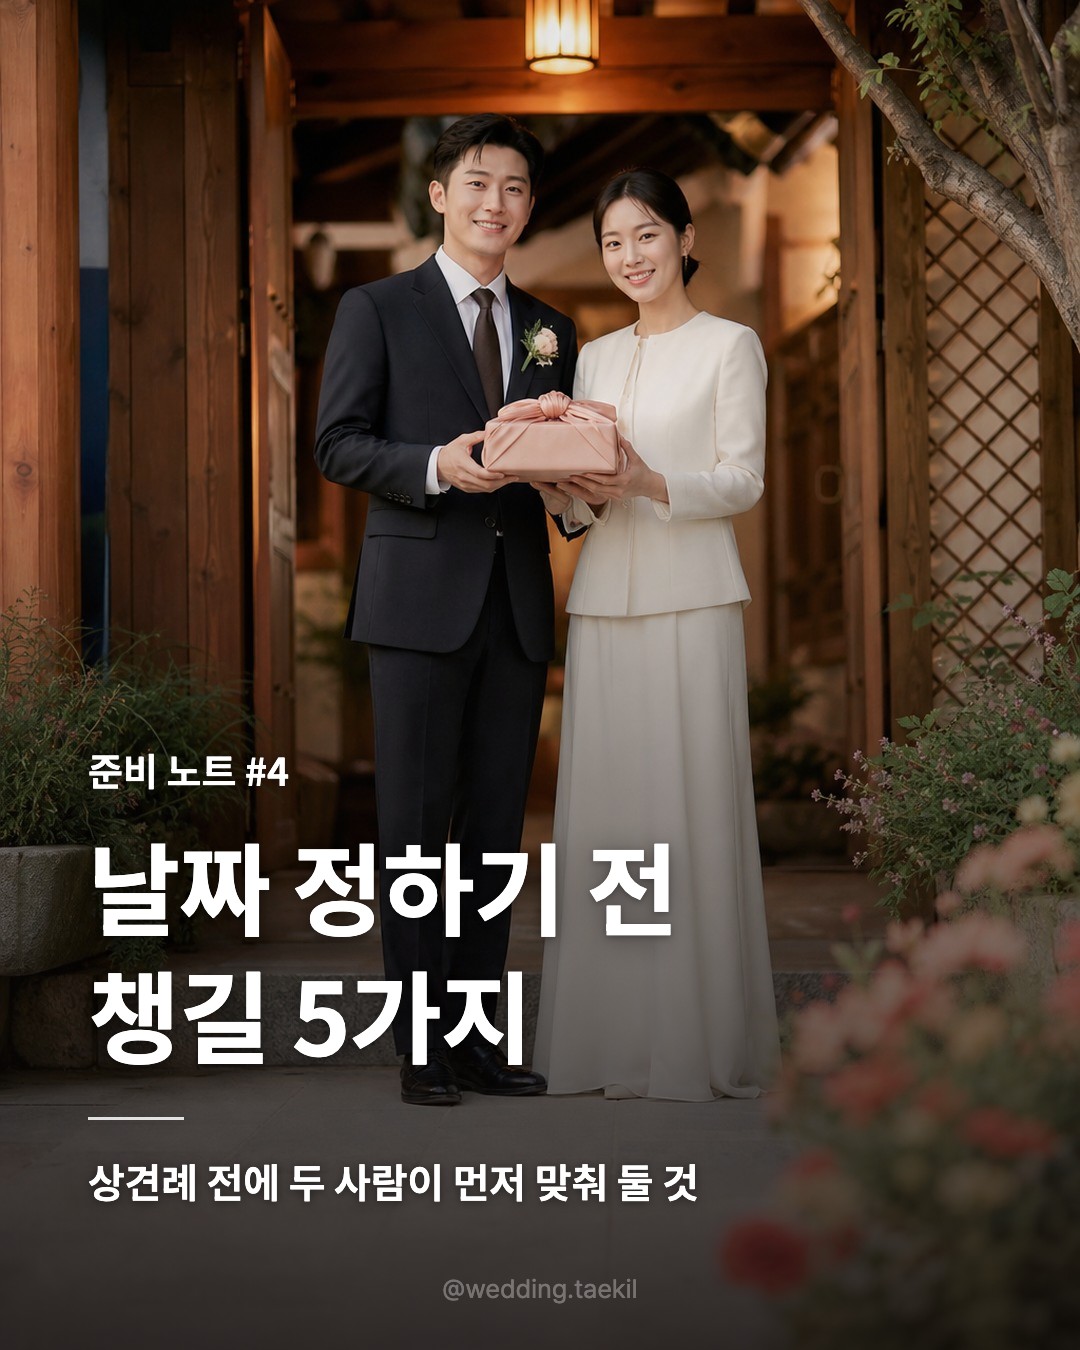 준비 노트 #4
날짜 정하기 전
챙길 5가지
상견례 전에 두 사람이 먼저 맞춰 둘 것
@wedding.taekil